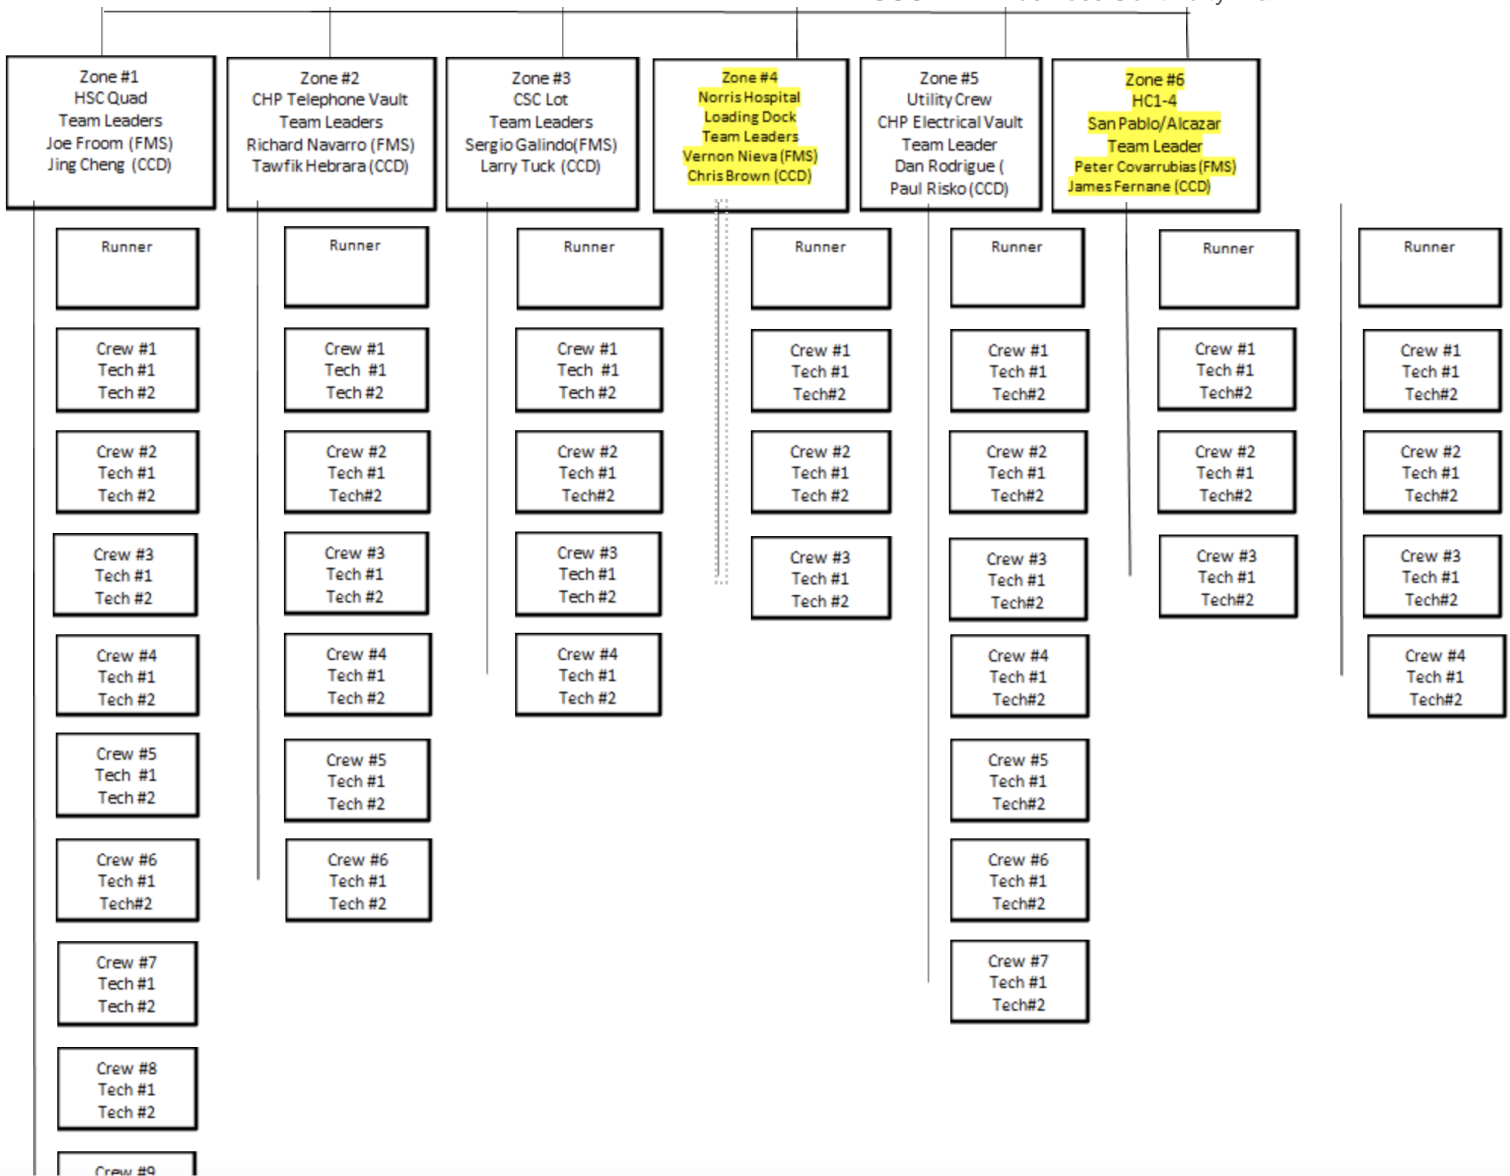 Zone #1
HSC Quad
Team Leaders
Joe Froom (FMS)
Jing Cheng (CCD)
Zone #2
CHP Telephone Vault
Team Leaders
Richard Navarro (FMS)
Tawfik Hebrara (CCD)
Zone #3
CSC Lot
Team Leaders
Sergio Galindo(FMS)
Larry Tuck (CCD)
Zone #4
Norris Hospital
Loading Dock
Team Leaders
Vernon Nieva (FMS)
Chris Brown (CCD)
Zone #5
Utility Crew
CHP Electrical Vault
Team Leader
Dan Rodrigue (
Paul Risko (CCD)
Zone #6
HC1-4
San Pablo/Alcazar
Team Leader
Peter Covarrubias (FMS)
James Fernane (CCD)
Runner
Crew #1
Tech #1
Tech #2
Crew #2
Tech #1
Tech #2
Crew #3
Tech #1
Tech #2
Crew #4
Tech #1
Tech #2
Crew #5
Tech #1
Tech #2
Crew #6
Tech #1
Tech#2
Crew #7
Tech #1
Tech #2
Crew #8
Tech #1
Tech #2
Crew #9
Runner
Crew #1
Tech #1
Tech #2
Crew #2
Tech #1
Tech#2
Crew #3
Tech #1
Tech #2
Crew #4
Tech #1
Tech #2
Crew #5
Tech #1
Tech #2
Crew #6
Tech #1
Tech #2
Runner
Crew #1
Tech #1
Tech #2
Crew #2
Tech #1
Tech#2
Crew #3
Tech #1
Tech #2
Crew #4
Tech #1
Tech #2
Runner
Crew #1
Tech #1
Tech#2
Crew #2
Tech #1
Tech #2
Crew #3
Tech #1
Tech #2
Runner
Crew #1
Tech #1
Tech#2
Crew #2
Tech #1
Tech#2
Crew #3
Tech #1
Tech#2
Crew #4
Tech #1
Tech#2
Crew #5
Tech #1
Tech#2
Crew #6
Tech #1
Tech#2
Crew #7
Tech #1
Tech#2
Runner
Crew #1
Tech #1
Tech#2
Crew #2
Tech #1
Tech#2
Crew #3
Tech #1
Tech#2
Runner
Crew #1
Tech #1
Tech#2
Crew #2
Tech #1
Tech#2
Crew #3
Tech #1
Tech#2
Crew #4
Tech #1
Tech#2